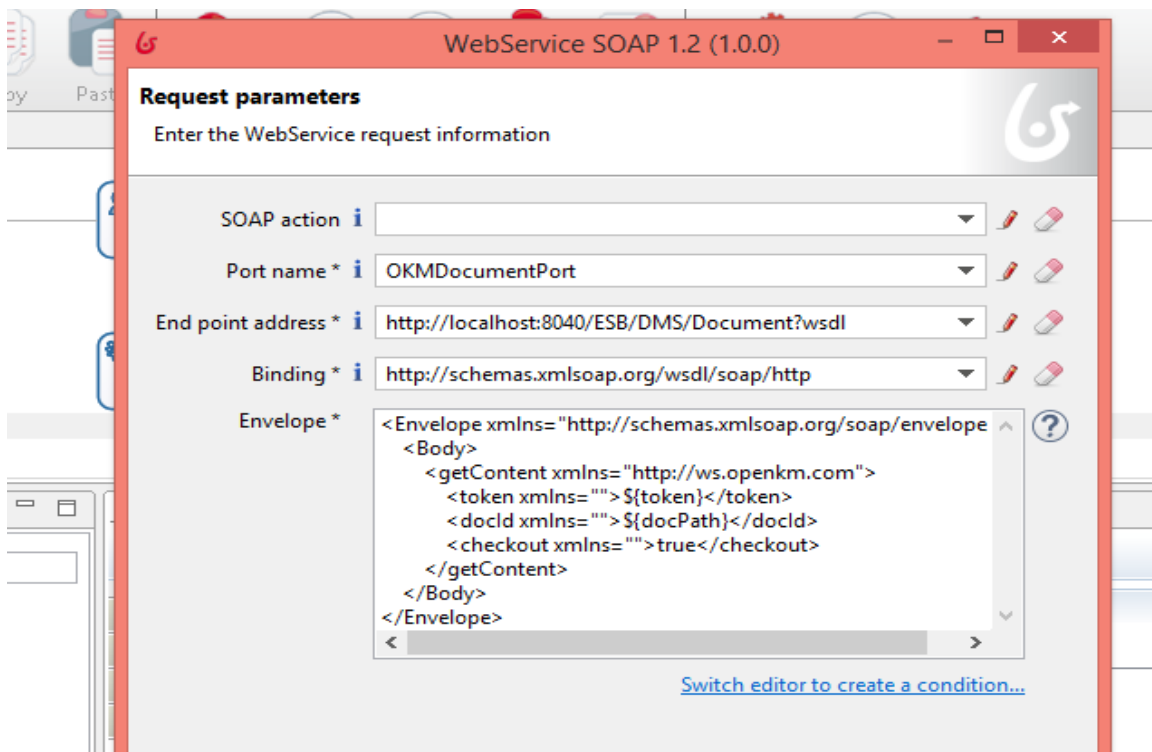 WebService SOAP 1.2 (1.0.0)
Request parameters
Enter the WebService request information
SOAP action
Port name * OKMDocumentPort
End point address * http://localhost:8040/ESB/DMS/Document?wsdl
Binding * http://schemas.xmlsoap.org/wsdl/soap/http
Envelope *
<Envelope xmlns="http://schemas.xmlsoap.org/soap/envelope
<Body>
<getContent xmlns="http://ws.openkm.com">
<token xmlns="">${token}</token>
<docId xmlns="">${docPath}</docId>
<checkout xmlns="">true</checkout>
</getContent>
</Body>
</Envelope>
Switch editor to create a condition...